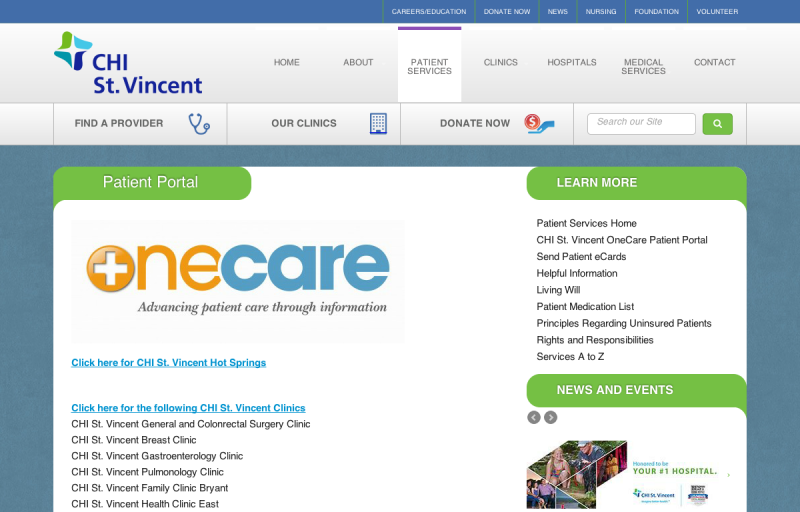 CAREERS/EDUCATION DONATE NOW NEWS NURSING FOUNDATION VOLUNTEER
CHI
St. Vincent
HOME ABOUT PATIENT SERVICES CLINICS HOSPITALS MEDICAL SERVICES CONTACT
FIND A PROVIDER OUR CLINICS DONATE NOW Search our Site
Patient Portal
onecare
Advancing patient care through information
Click here for CHI St. Vincent Hot Springs
Click here for the following CHI St. Vincent Clinics
CHI St. Vincent General and Colonrectal Surgery Clinic
CHI St. Vincent Breast Clinic
CHI St. Vincent Gastroenterology Clinic
CHI St. Vincent Pulmonology Clinic
CHI St. Vincent Family Clinic Bryant
CHI St. Vincent Health Clinic East
LEARN MORE
Patient Services Home
CHI St. Vincent OneCare Patient Portal
Send Patient eCards
Helpful Information
Living Will
Patient Medication List
Principles Regarding Uninsured Patients
Rights and Responsibilities
Services A to Z
NEWS AND EVENTS
Honored to be
YOUR #1 HOSPITAL.
CHI St. Vincent